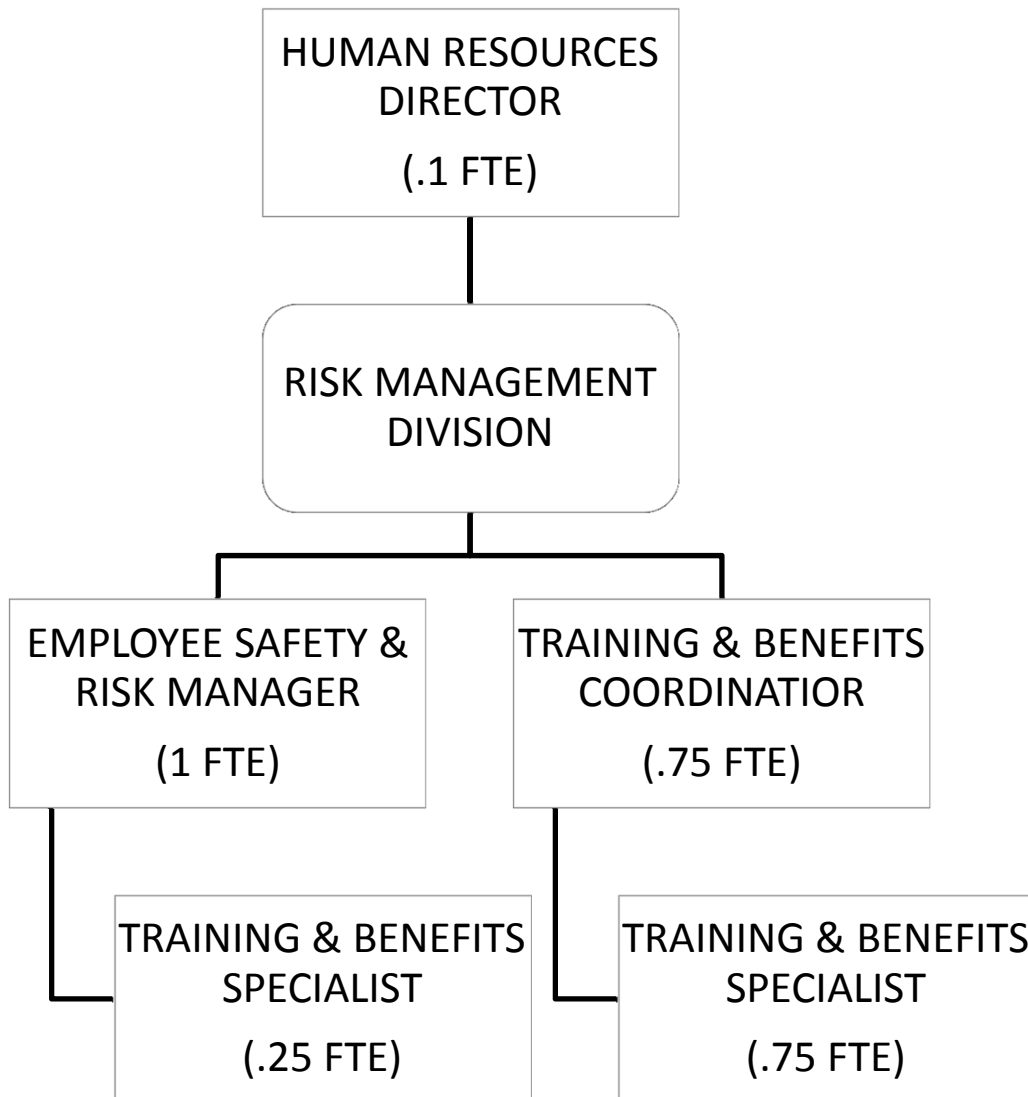 HUMAN RESOURCES
DIRECTOR
(.1 FTE)
RISK MANAGEMENT
DIVISION
EMPLOYEE SAFETY &
RISK MANAGER
(1 FTE)
TRAINING & BENEFITS
COORDINATIOR
(.75 FTE)
TRAINING & BENEFITS
SPECIALIST
(.25 FTE)
TRAINING & BENEFITS
SPECIALIST
(.75 FTE)